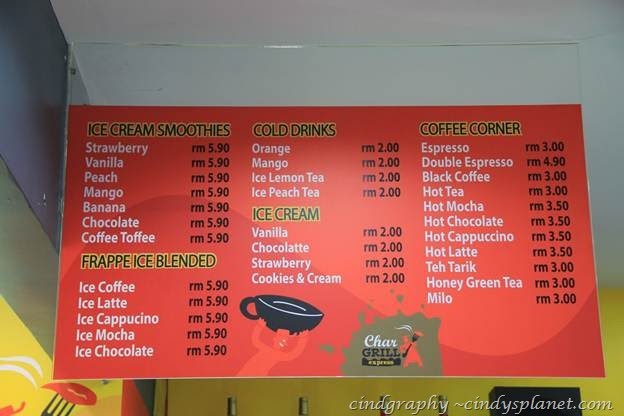 ICE CREAM SMOOTHIES
Strawberry rm 5.90
Vanilla rm 5.90
Peach rm 5.90
Mango rm 5.90
Banana rm 5.90
Chocolate rm 5.90
Coffee Toffee rm 5.90
FRAPPE ICE BLENDED
Ice Coffee rm 5.90
Ice Latte rm 5.90
Ice Cappucino rm 5.90
Ice Mocha rm 5.90
Ice Chocolate rm 5.90
COLD DRINKS
Orange rm 2.00
Mango rm 2.00
Ice Lemon Tea rm 2.00
Ice Peach Tea rm 2.00
ICE CREAM
Vanilla rm 2.00
Chocolatte rm 2.00
Strawberry rm 2.00
Cookies & Cream rm 2.00
COFFEE CORNER
Espresso rm 3.00
Double Espresso rm 4.90
Black Coffee rm 3.00
Hot Tea rm 3.00
Hot Mocha rm 3.50
Hot Chocolate rm 3.50
Hot Cappuccino rm 3.50
Hot Latte rm 3.50
Teh Tarik rm 3.00
Honey Green Tea rm 3.00
Milo rm 3.00
Char
GRILL
express
cindgraphy ~cindysplanet.com